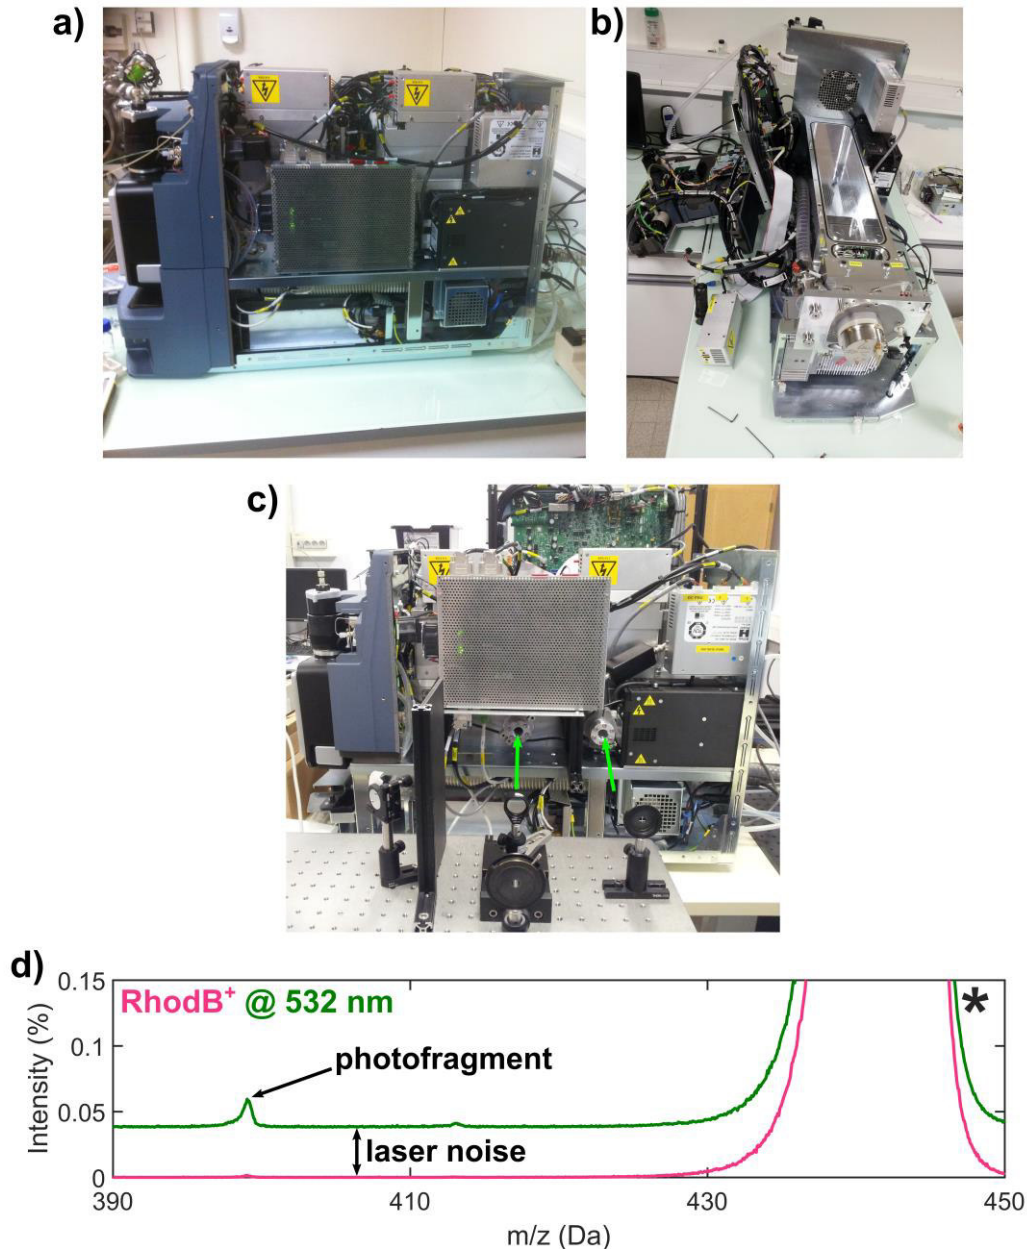 a)
b)
c)
d)
RhodB⁺ @ 532 nm
*
photofragment
laser noise
Intensity (%)
0.15
0.1
0.05
0
390
410
430
450
m/z (Da)